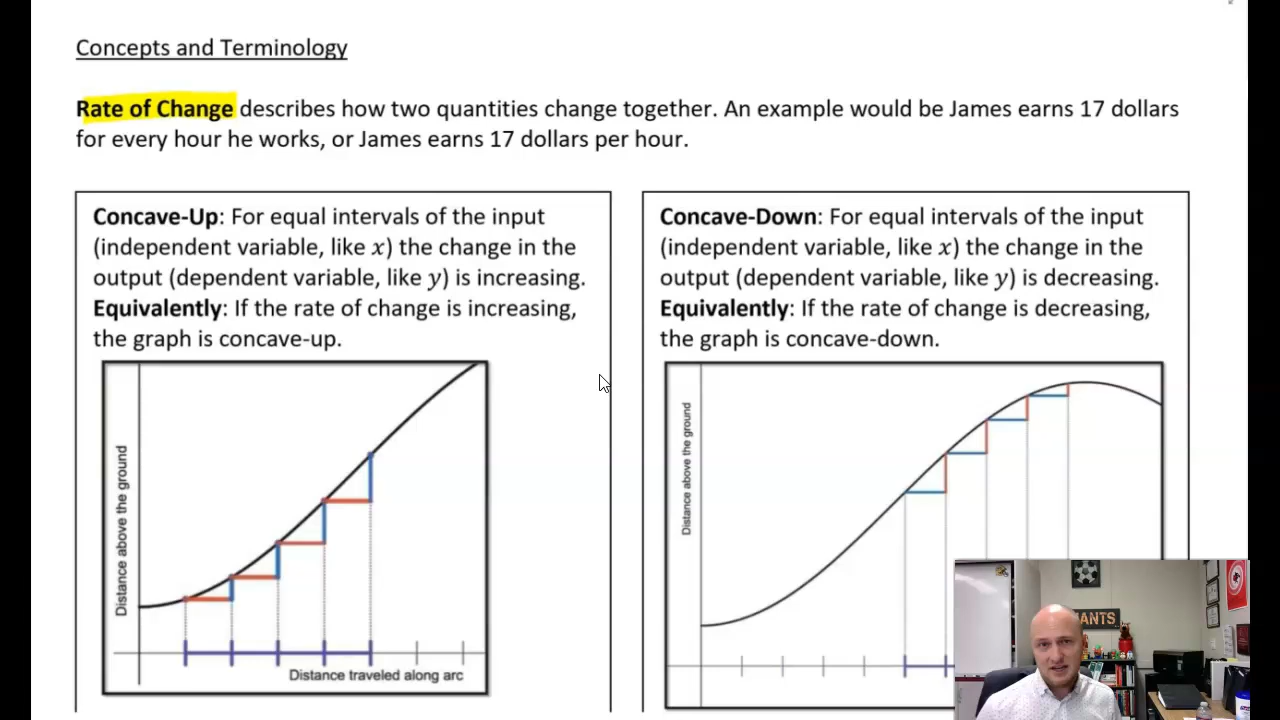 Concepts and Terminology
Rate of Change describes how two quantities change together. An example would be James earns 17 dollars
for every hour he works, or James earns 17 dollars per hour.
Concave-Up: For equal intervals of the input
(independent variable, like x) the change in the
output (dependent variable, like y) is increasing.
Equivalently: If the rate of change is increasing,
the graph is concave-up.
Distance above the ground
Distance traveled along arc
Concave-Down: For equal intervals of the input
(independent variable, like x) the change in the
output (dependent variable, like y) is decreasing.
Equivalently: If the rate of change is decreasing,
the graph is concave-down.
Distance above the ground
ANTS